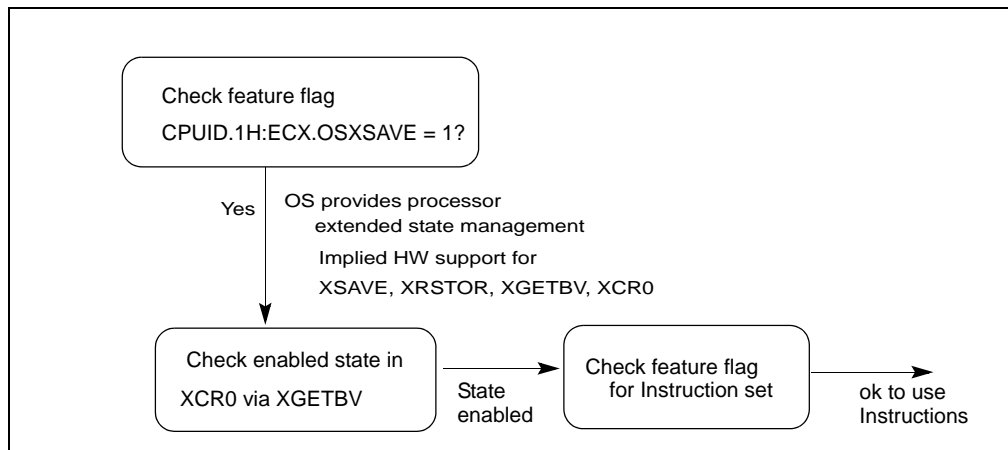 Check feature flag
CPUID.1H:ECX.OSXSAVE = 1?
Yes
OS provides processor
extended state management
Implied HW support for
XSAVE, XRSTOR, XGETBV, XCR0
Check enabled state in
XCR0 via XGETBV
State
enabled
Check feature flag
for Instruction set
ok to use
Instructions